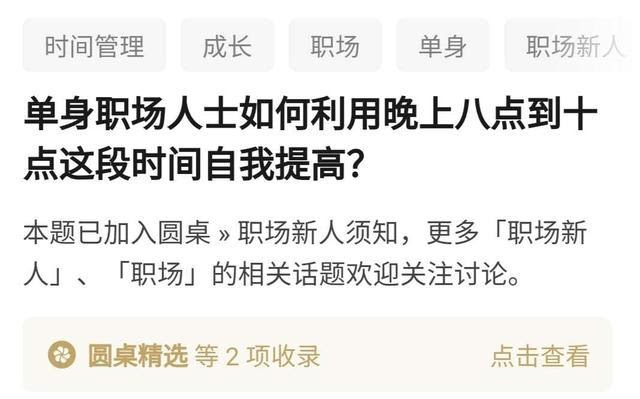 时间管理 成长 职场 单身 职场新人
单身职场人士如何利用晚上八点到十
点这段时间自我提高？
本题已加入圆桌 » 职场新人须知，更多「职场新
人」、「职场」的相关话题欢迎关注讨论。
圆桌精选 等 2 项收录 点击查看